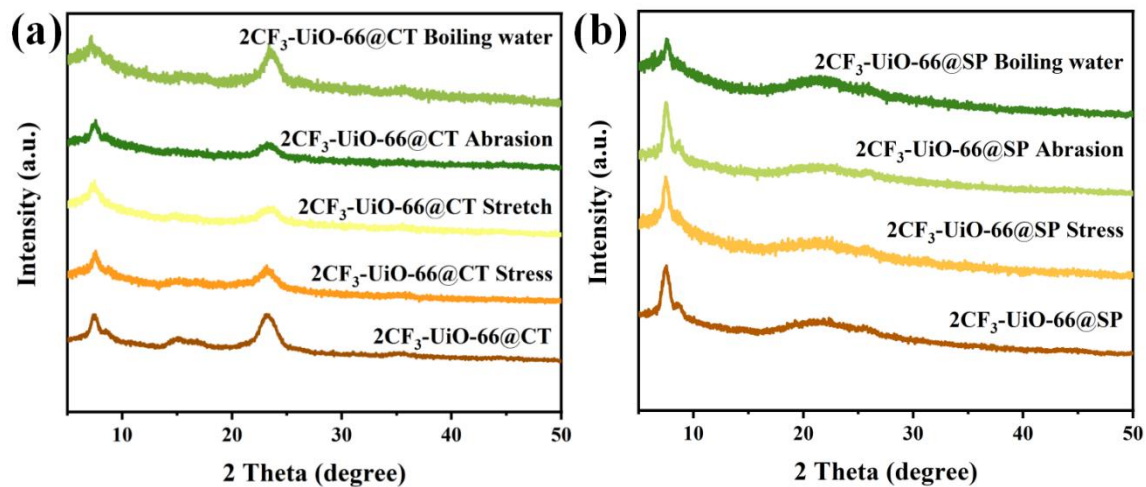 (a)
2CF₃-UiO-66@CT Boiling water
2CF₃-UiO-66@CT Abrasion
2CF₃-UiO-66@CT Stretch
2CF₃-UiO-66@CT Stress
2CF₃-UiO-66@CT
Intensity (a.u.)
10 20 30 40 50
2 Theta (degree)
(b)
2CF₃-UiO-66@SP Boiling water
2CF₃-UiO-66@SP Abrasion
2CF₃-UiO-66@SP Stress
2CF₃-UiO-66@SP
Intensity (a.u.)
10 20 30 40 50
2 Theta (degree)